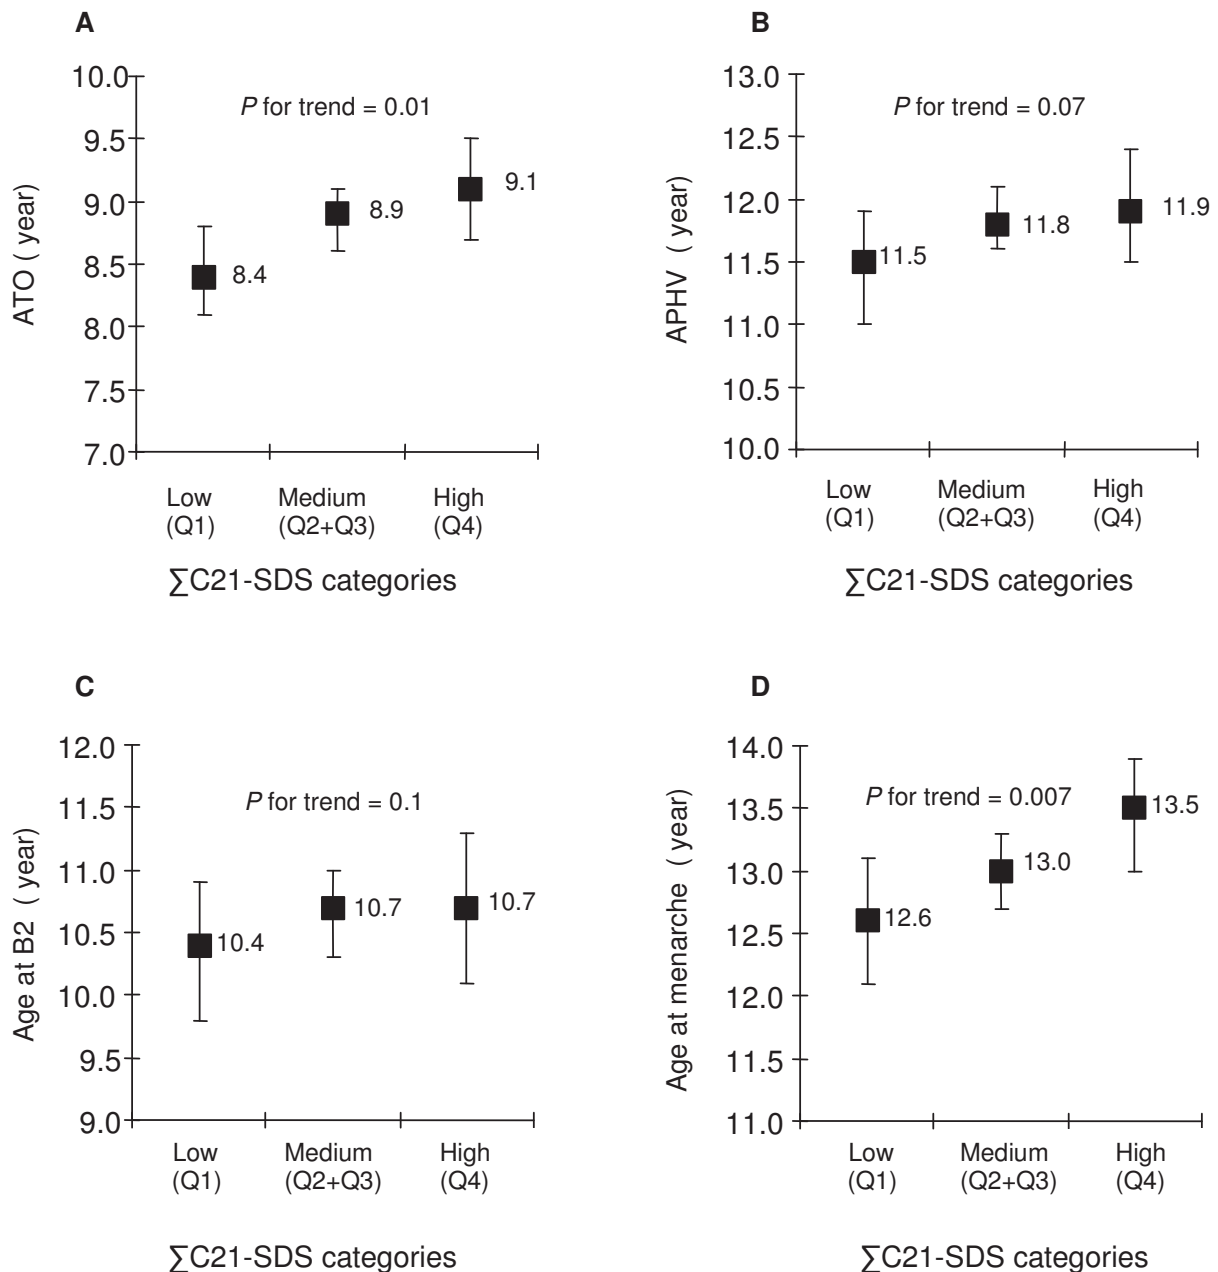 A
10.0
9.5
9.0
8.5
8.0
7.5
7.0
ATO ( year)
P for trend = 0.01
8.4
8.9
9.1
Low
(Q1)
Medium
(Q2+Q3)
High
(Q4)
∑C21-SDS categories
B
13.0
12.5
12.0
11.5
11.0
10.5
10.0
APHV ( year)
P for trend = 0.07
11.5
11.8
11.9
Low
(Q1)
Medium
(Q2+Q3)
High
(Q4)
∑C21-SDS categories
C
12.0
11.5
11.0
10.5
10.0
9.5
9.0
Age at B2 ( year)
P for trend = 0.1
10.4
10.7
10.7
Low
(Q1)
Medium
(Q2+Q3)
High
(Q4)
∑C21-SDS categories
D
14.0
13.5
13.0
12.5
12.0
11.5
11.0
Age at menarche ( year)
P for trend = 0.007
12.6
13.0
13.5
Low
(Q1)
Medium
(Q2+Q3)
High
(Q4)
∑C21-SDS categories